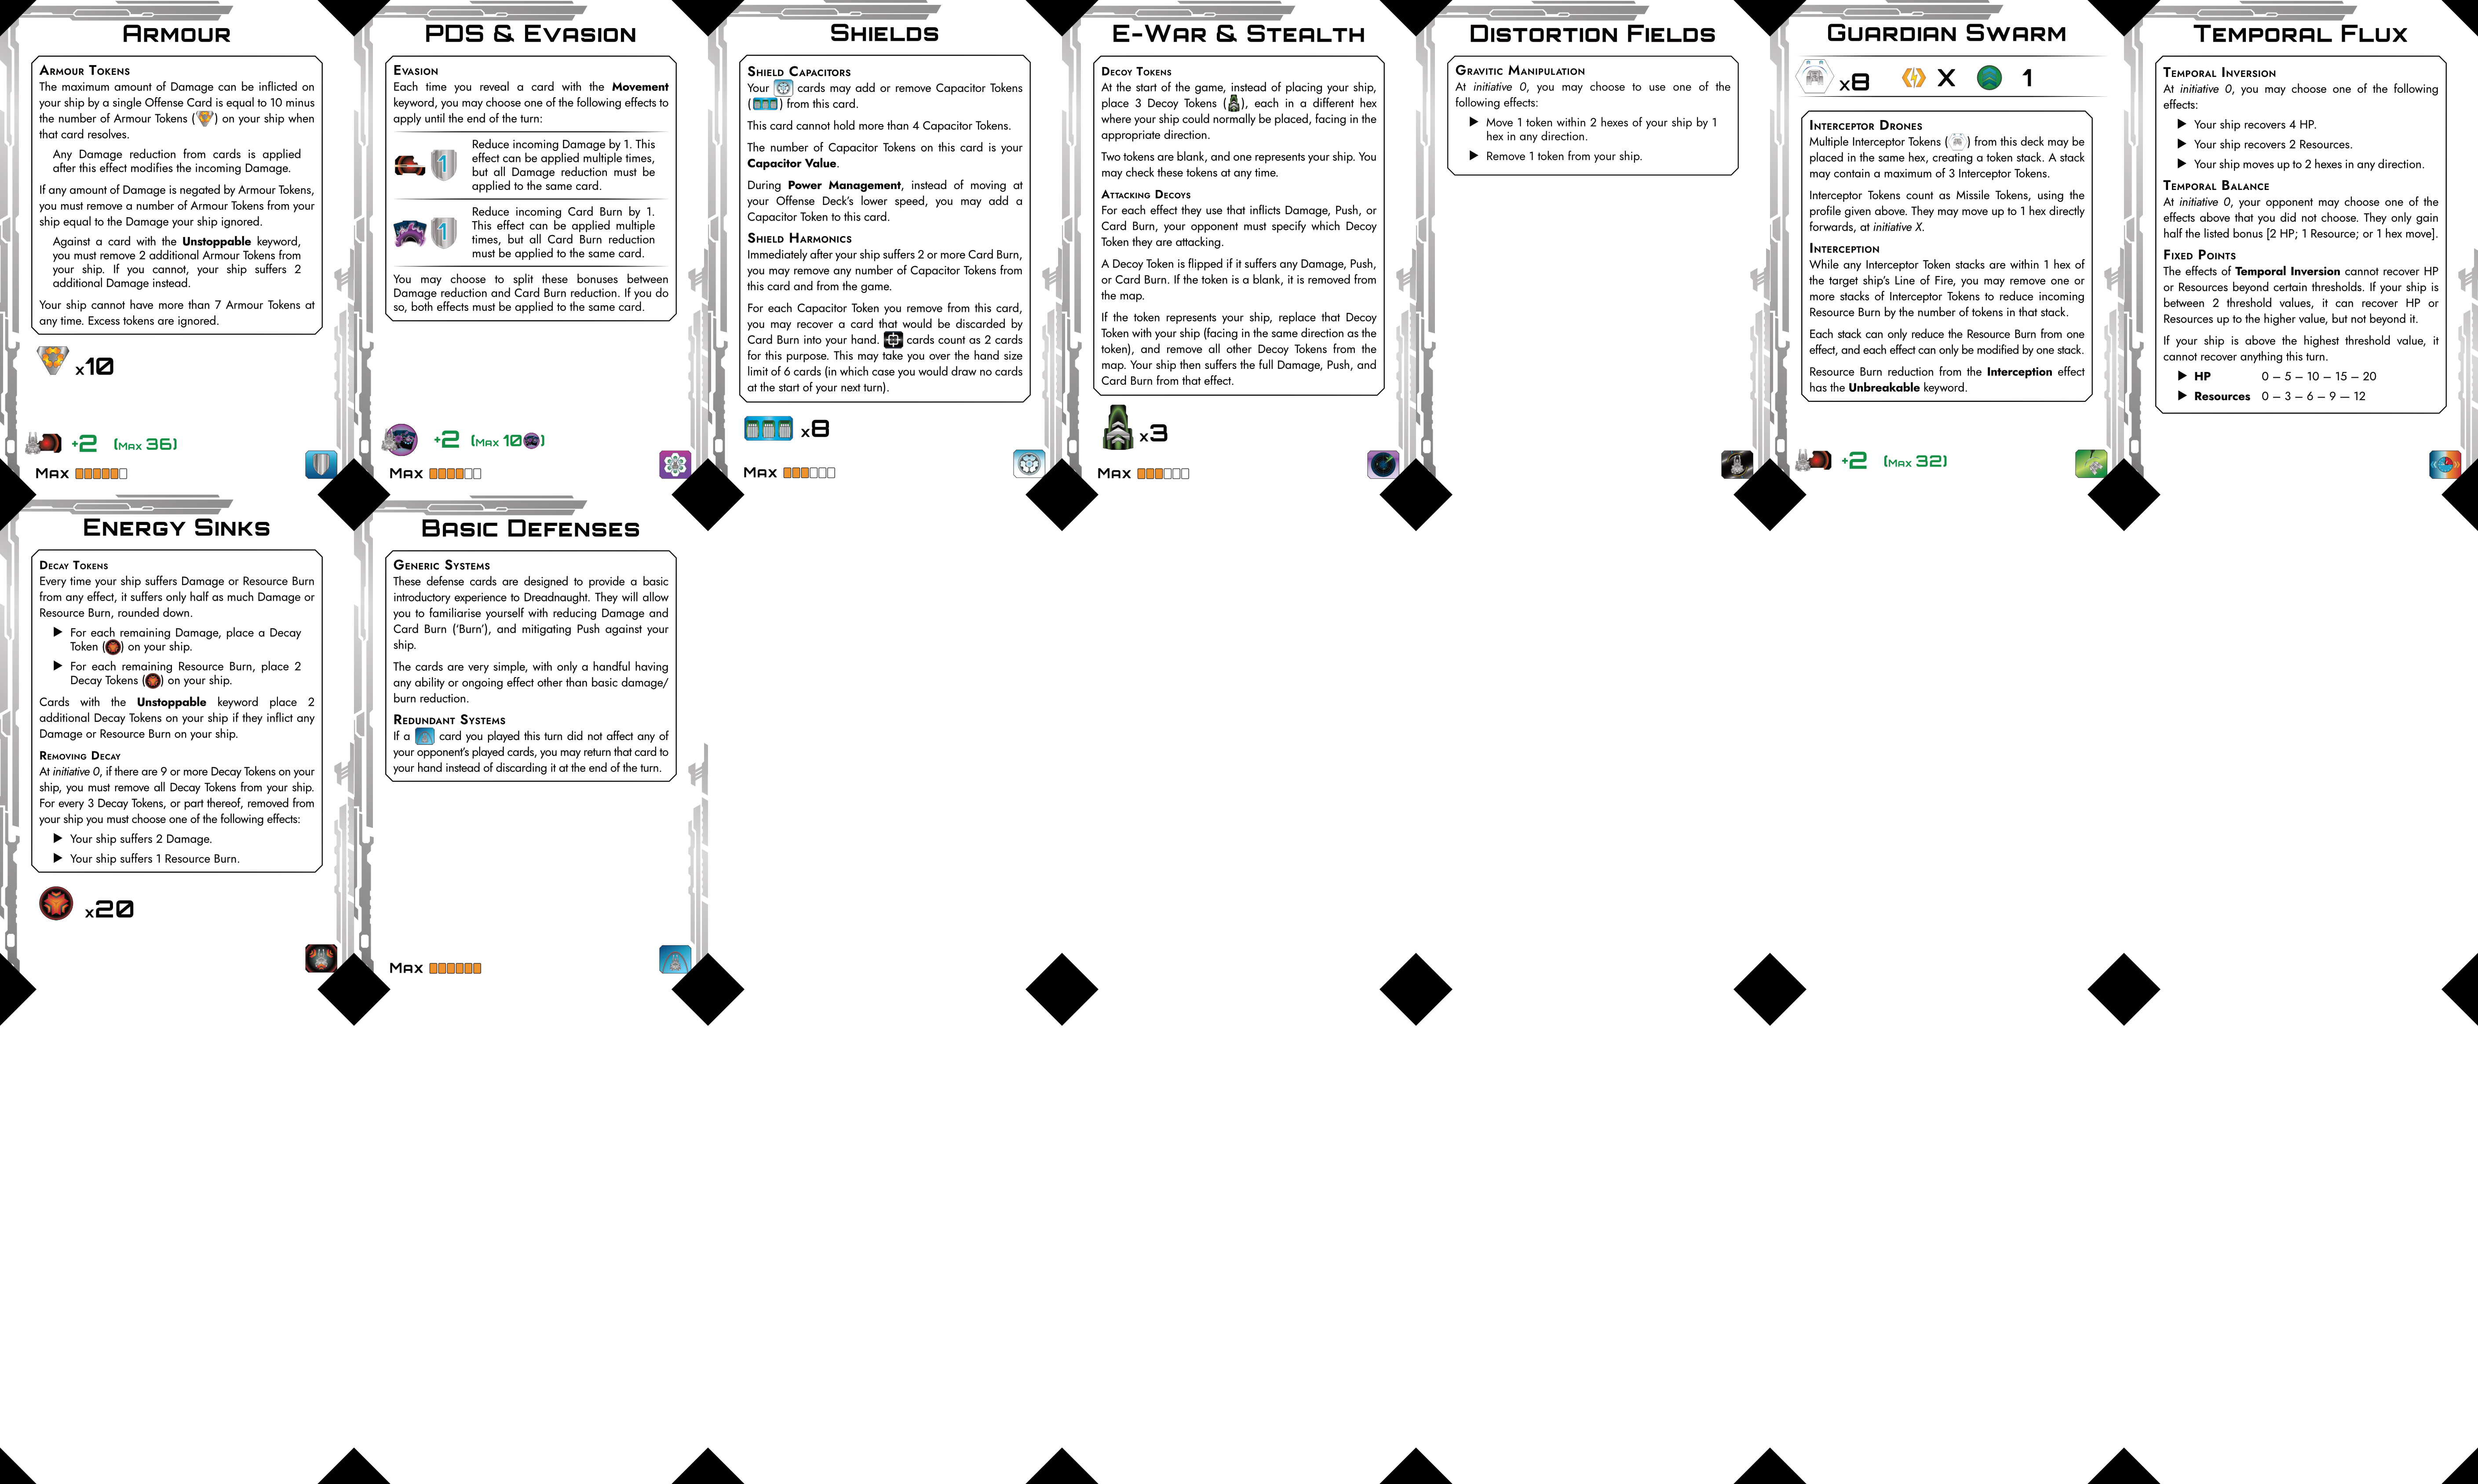 Armour
Armour Tokens
The maximum amount of Damage can be inflicted on
your ship by a single Offense Card is equal to 10 minus
the number of Armour Tokens ( ) on your ship when
that card resolves.
Any Damage reduction from cards is applied
after this effect modifies the incoming Damage.
If any amount of Damage is negated by Armour Tokens,
you must remove a number of Armour Tokens from your
ship equal to the Damage your ship ignored.
Against a card with the Unstoppable keyword,
you must remove 2 additional Armour Tokens from
your ship. If you cannot, your ship suffers 2
additional Damage instead.
Your ship cannot have more than 7 Armour Tokens at
any time. Excess tokens are ignored.
x10
+2 (Max 36)
Max
PDS & Evasion
Evasion
Each time you reveal a card with the Movement
keyword, you may choose one of the following effects to
apply until the end of the turn:
1
Reduce incoming Damage by 1. This
effect can be applied multiple times,
but all Damage reduction must be
applied to the same card.
1
Reduce incoming Card Burn by 1.
This effect can be applied multiple
times, but all Card Burn reduction
must be applied to the same card.
You may choose to split these bonuses between
Damage reduction and Card Burn reduction. If you do
so, both effects must be applied to the same card.
+2 (Max 10 )
Max
Shields
Shield Capacitors
Your cards may add or remove Capacitor Tokens
( ) from this card.
This card cannot hold more than 4 Capacitor Tokens.
The number of Capacitor Tokens on this card is your
Capacitor Value.
During Power Management, instead of moving at
your Offense Deck's lower speed, you may add a
Capacitor Token to this card.
Shield Harmonics
Immediately after your ship suffers 2 or more Card Burn,
you may remove any number of Capacitor Tokens from
this card and from the game.
For each Capacitor Token you remove from this card,
you may recover a card that would be discarded by
Card Burn into your hand. cards count as 2 cards
for this purpose. This may take you over the hand size
limit of 6 cards (in which case you would draw no cards
at the start of your next turn).
x8
Max
E-War & Stealth
Decoy Tokens
At the start of the game, instead of placing your ship,
place 3 Decoy Tokens ( ), each in a different hex
where your ship could normally be placed, facing in the
appropriate direction.
Two tokens are blank, and one represents your ship. You
may check these tokens at any time.
Attacking Decoys
For each effect they use that inflicts Damage, Push, or
Card Burn, your opponent must specify which Decoy
Token they are attacking.
A Decoy Token is flipped if it suffers any Damage, Push,
or Card Burn. If the token is a blank, it is removed from
the map.
If the token represents your ship, replace that Decoy
Token with your ship (facing in the same direction as the
token), and remove all other Decoy Tokens from the
map. Your ship then suffers the full Damage, Push, and
Card Burn from that effect.
x3
Max
Distortion Fields
Gravitic Manipulation
At initiative 0, you may choose to use one of the
following effects:
▶ Move 1 token within 2 hexes of your ship by 1
hex in any direction.
▶ Remove 1 token from your ship.
Guardian Swarm
x8 X 1
Interceptor Drones
Multiple Interceptor Tokens ( ) from this deck may be
placed in the same hex, creating a token stack. A stack
may contain a maximum of 3 Interceptor Tokens.
Interceptor Tokens count as Missile Tokens, using the
profile given above. They may move up to 1 hex directly
forwards, at initiative X.
Interception
While any Interceptor Token stacks are within 1 hex of
the target ship's Line of Fire, you may remove one or
more stacks of Interceptor Tokens to reduce incoming
Resource Burn by the number of tokens in that stack.
Each stack can only reduce the Resource Burn from one
effect, and each effect can only be modified by one stack.
Resource Burn reduction from the Interception effect
has the Unbreakable keyword.
+2 (Max 32)
Temporal Flux
Temporal Inversion
At initiative 0, you may choose one of the following
effects:
▶ Your ship recovers 4 HP.
▶ Your ship recovers 2 Resources.
▶ Your ship moves up to 2 hexes in any direction.
Temporal Balance
At initiative 0, your opponent may choose one of the
effects above that you did not choose. They only gain
half the listed bonus [2 HP; 1 Resource; or 1 hex move].
Fixed Points
The effects of Temporal Inversion cannot recover HP
or Resources beyond certain thresholds. If your ship is
between 2 threshold values, it can recover HP or
Resources up to the higher value, but not beyond it.
If your ship is above the highest threshold value, it
cannot recover anything this turn.
▶ HP 0 – 5 – 10 – 15 – 20
▶ Resources 0 – 3 – 6 – 9 – 12
Energy Sinks
Decay Tokens
Every time your ship suffers Damage or Resource Burn
from any effect, it suffers only half as much Damage or
Resource Burn, rounded down.
▶ For each remaining Damage, place a Decay
Token ( ) on your ship.
▶ For each remaining Resource Burn, place 2
Decay Tokens ( ) on your ship.
Cards with the Unstoppable keyword place 2
additional Decay Tokens on your ship if they inflict any
Damage or Resource Burn on your ship.
Removing Decay
At initiative 0, if there are 9 or more Decay Tokens on your
ship, you must remove all Decay Tokens from your ship.
For every 3 Decay Tokens, or part thereof, removed from
your ship you must choose one of the following effects:
▶ Your ship suffers 2 Damage.
▶ Your ship suffers 1 Resource Burn.
x20
Basic Defenses
Generic Systems
These defense cards are designed to provide a basic
introductory experience to Dreadnaught. They will allow
you to familiarise yourself with reducing Damage and
Card Burn ('Burn'), and mitigating Push against your
ship.
The cards are very simple, with only a handful having
any ability or ongoing effect other than basic damage/
burn reduction.
Redundant Systems
If a card you played this turn did not affect any of
your opponent's played cards, you may return that card to
your hand instead of discarding it at the end of the turn.
Max